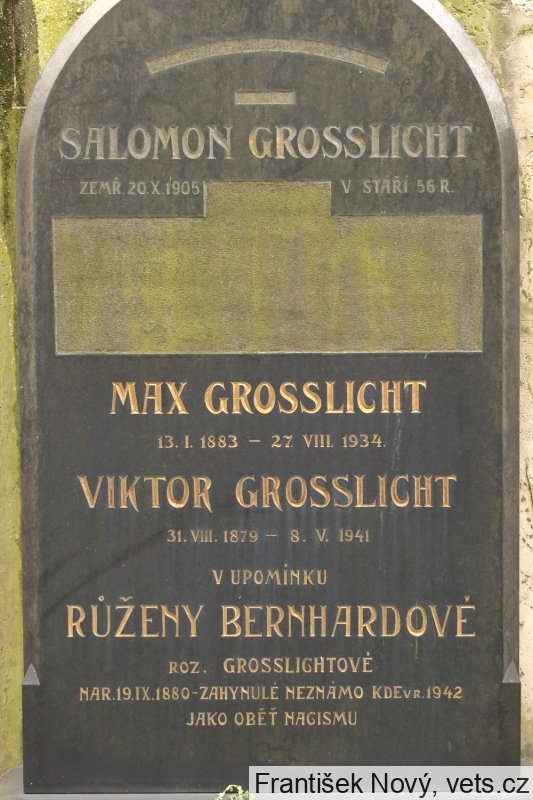 SALOMON GROSSLICHT
ZEMŘ. 20.X.1905 V STÁŘÍ 56 R.
MAX GROSSLICHT
13. I. 1883 – 27. VIII. 1934.
VIKTOR GROSSLICHT
31. VIII. 1879 – 8. V. 1941
V UPOMÍNKU
RŮŽENY BERNHARDOVÉ
ROZ. GROSSLICHTOVÉ
NAR. 19.IX.1880 - ZAHYNULÉ NEZNÁMO KDE V R. 1942
JAKO OBĚŤ NACISMU
František Nový, vets.cz